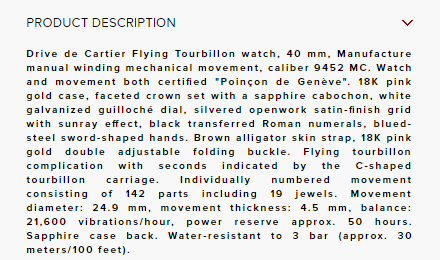 PRODUCT DESCRIPTION
Drive de Cartier Flying Tourbillon watch, 40 mm, Manufacture
manual winding mechanical movement, caliber 9452 MC. Watch
and movement both certified "Poinçon de Genève". 18K pink
gold case, faceted crown set with a sapphire cabochon, white
galvanized guilloché dial, silvered openwork satin-finish grid
with sunray effect, black transferred Roman numerals, blued-
steel sword-shaped hands. Brown alligator skin strap, 18K pink
gold double adjustable folding buckle. Flying tourbillon
complication with seconds indicated by the C-shaped
tourbillon carriage. Individually numbered movement
consisting of 142 parts including 19 jewels. Movement
diameter: 24.9 mm, movement thickness: 4.5 mm, balance:
21,600 vibrations/hour, power reserve approx. 50 hours.
Sapphire case back. Water-resistant to 3 bar (approx. 30
meters/100 feet).